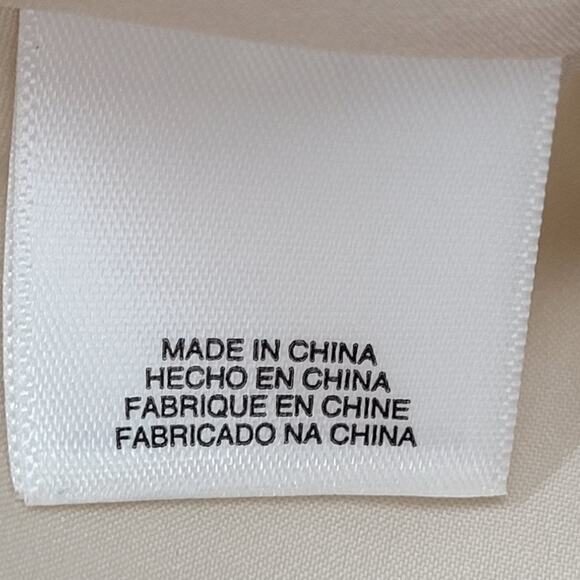 MADE IN CHINA
HECHO EN CHINA
FABRIQUE EN CHINE
FABRICADO NA CHINA